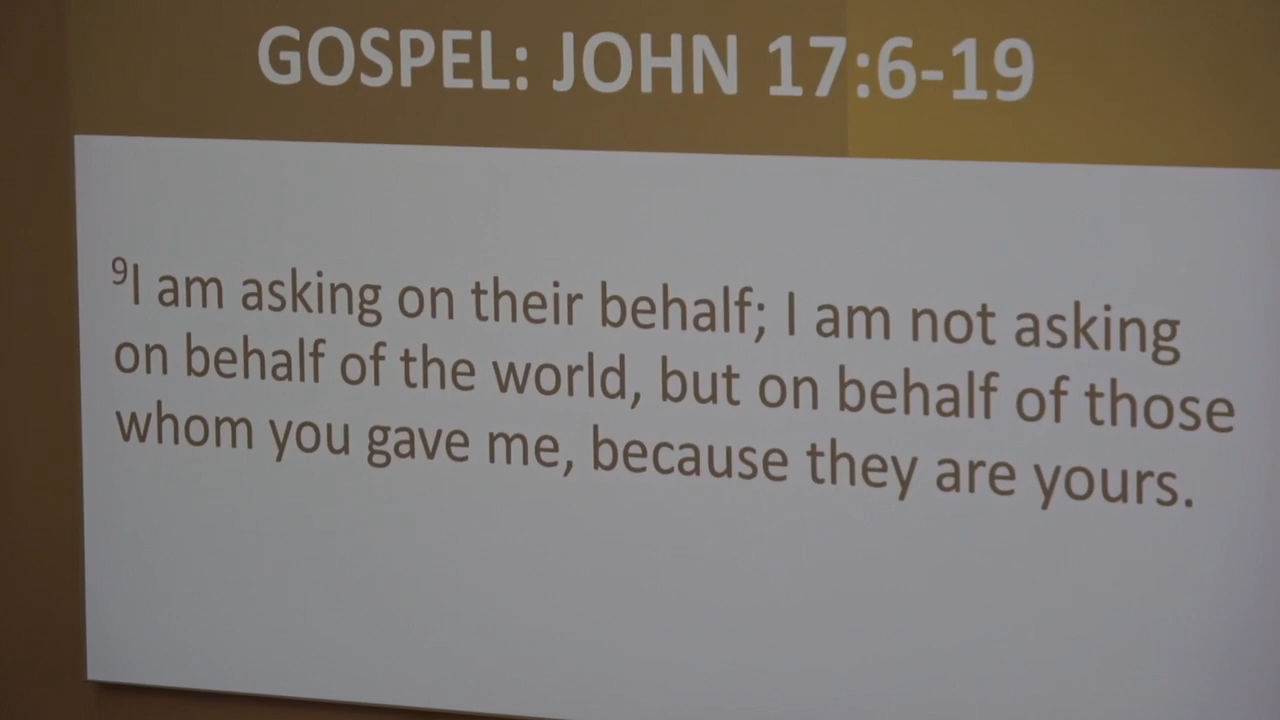 GOSPEL: JOHN 17:6-19
⁹I am asking on their behalf; I am not asking
on behalf of the world, but on behalf of those
whom you gave me, because they are yours.